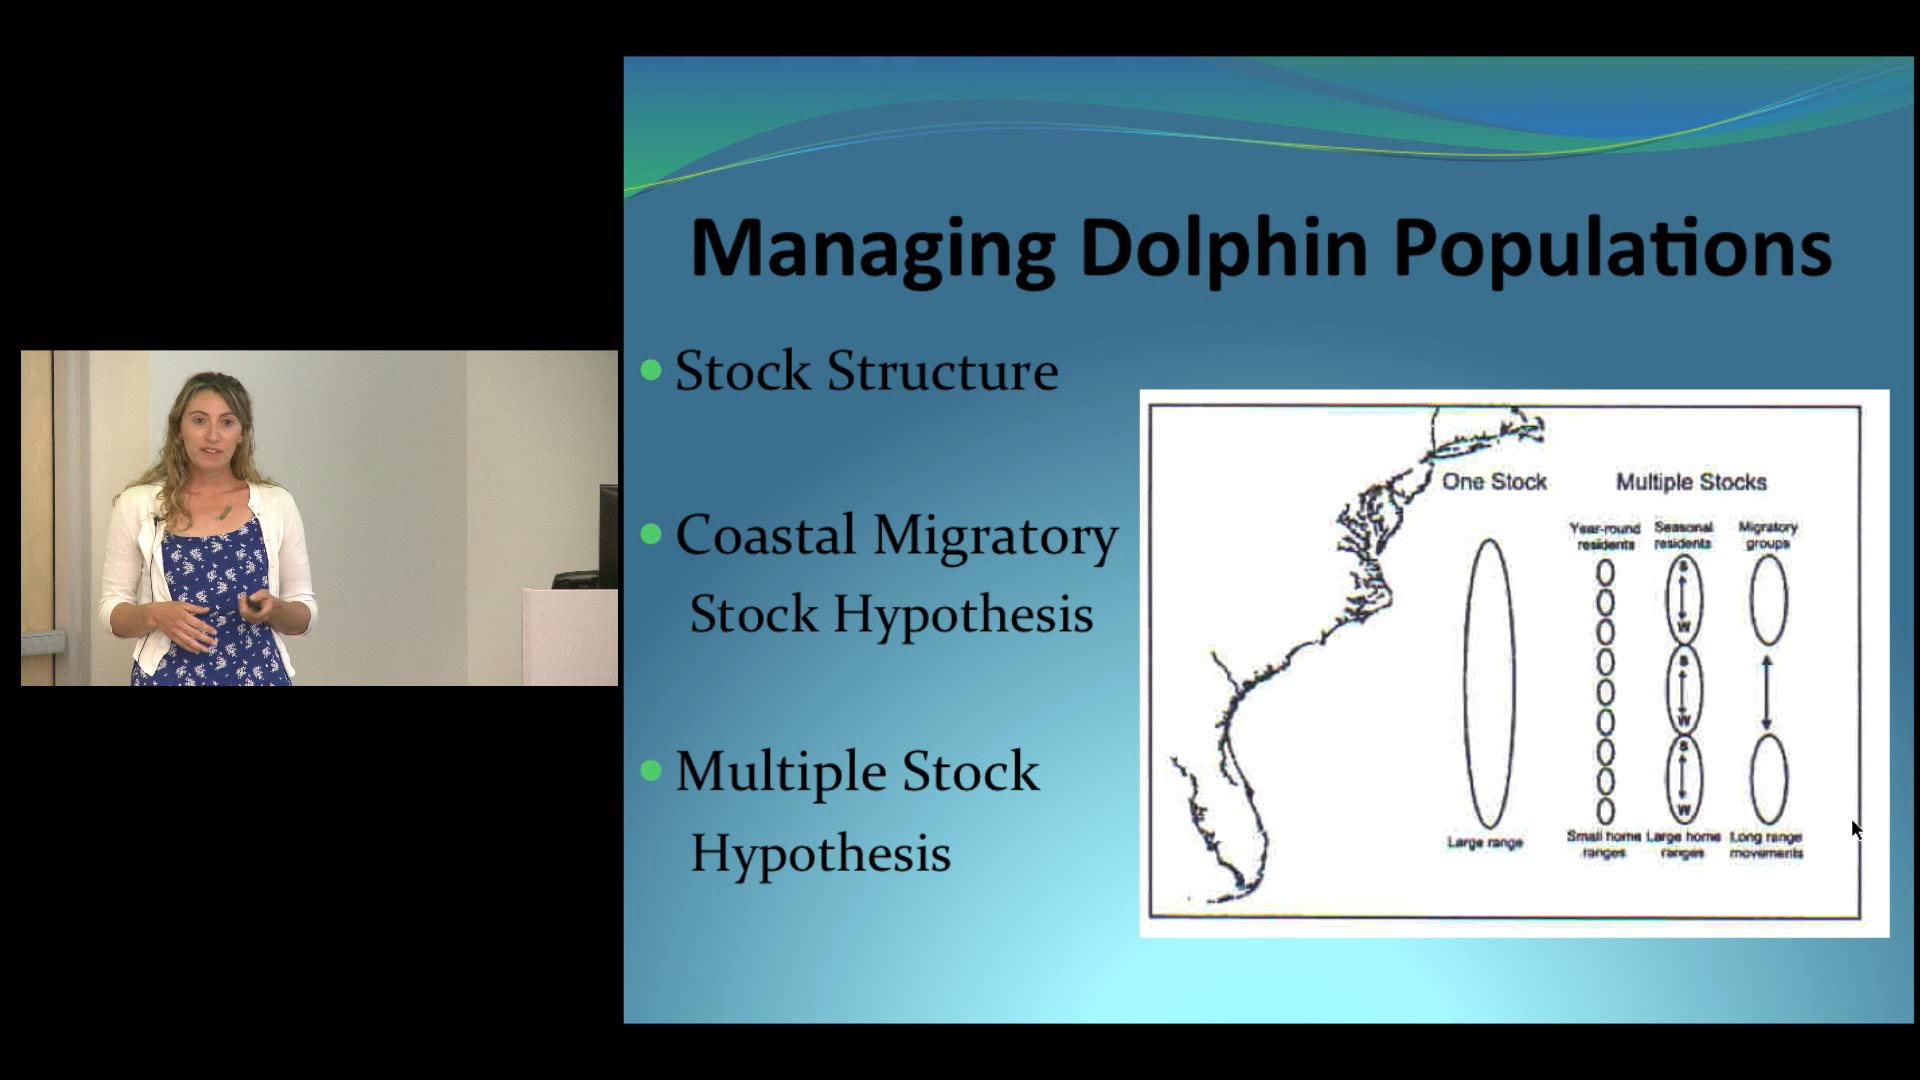 Managing Dolphin Populations
• Stock Structure
• Coastal Migratory
Stock Hypothesis
• Multiple Stock
Hypothesis
One Stock
Multiple Stocks
Year-round
residents
Seasonal
residents
Migratory
groups
S
W
S
W
S
W
Large range
Small home
ranges
Large home
ranges
Long range
movements